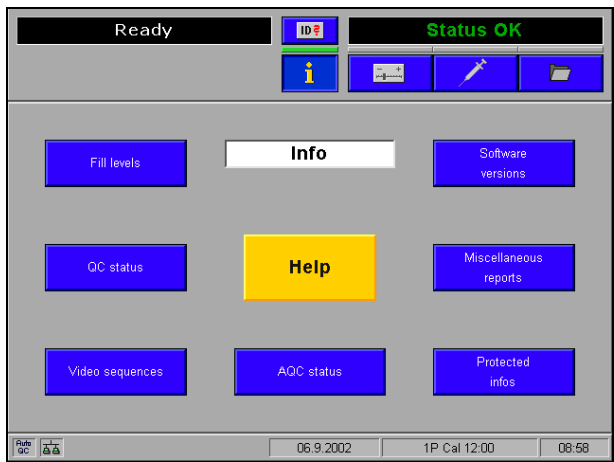 Ready
ID?
Status OK
i
- +
Fill levels
Info
Software
versions
QC status
Help
Miscellaneous
reports
Video sequences
AQC status
Protected
infos
Auto
QC
06.9.2002
1P Cal 12:00
08:58